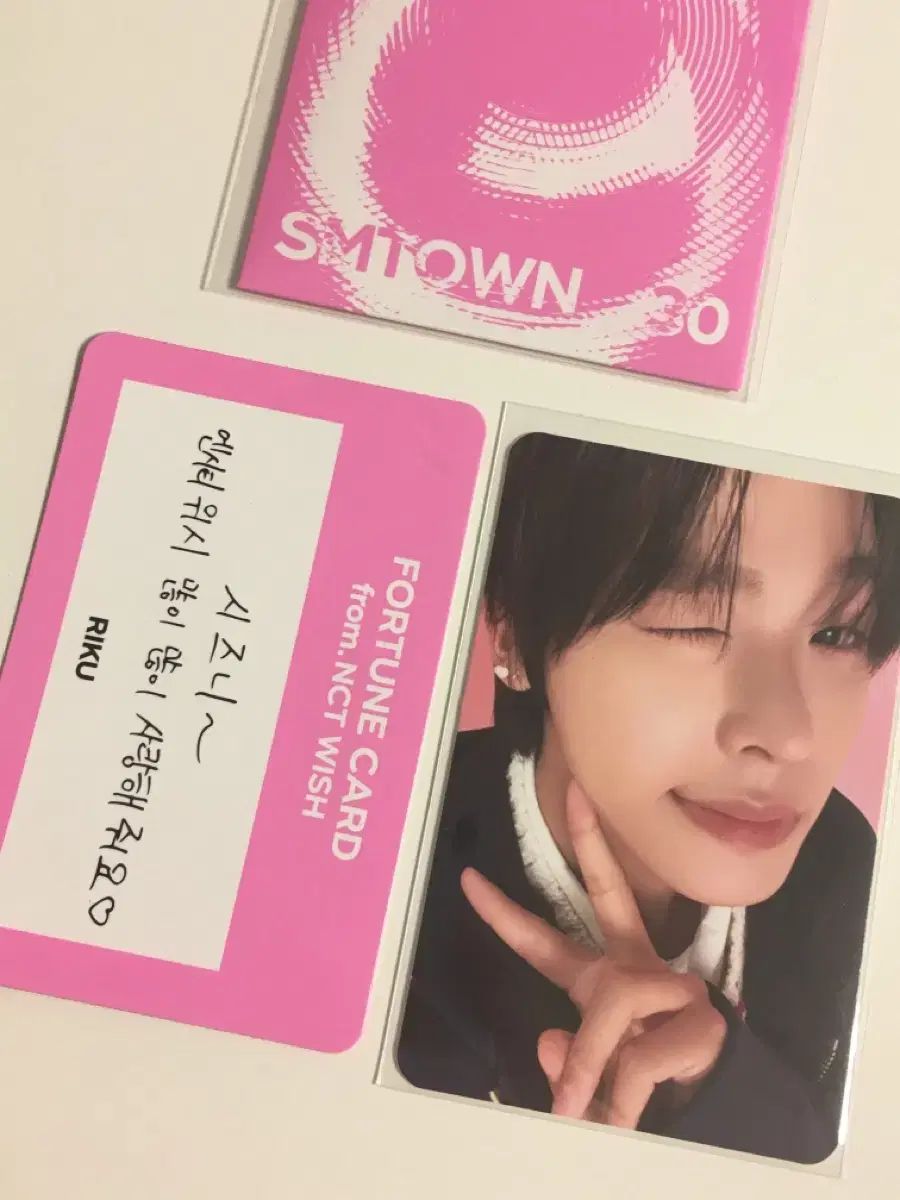 SMTOWN 30
FORTUNE CARD
from. NCT WISH
시즈니~
엔시티 위시 많이 많이 사랑해 줘요♡
RIKU